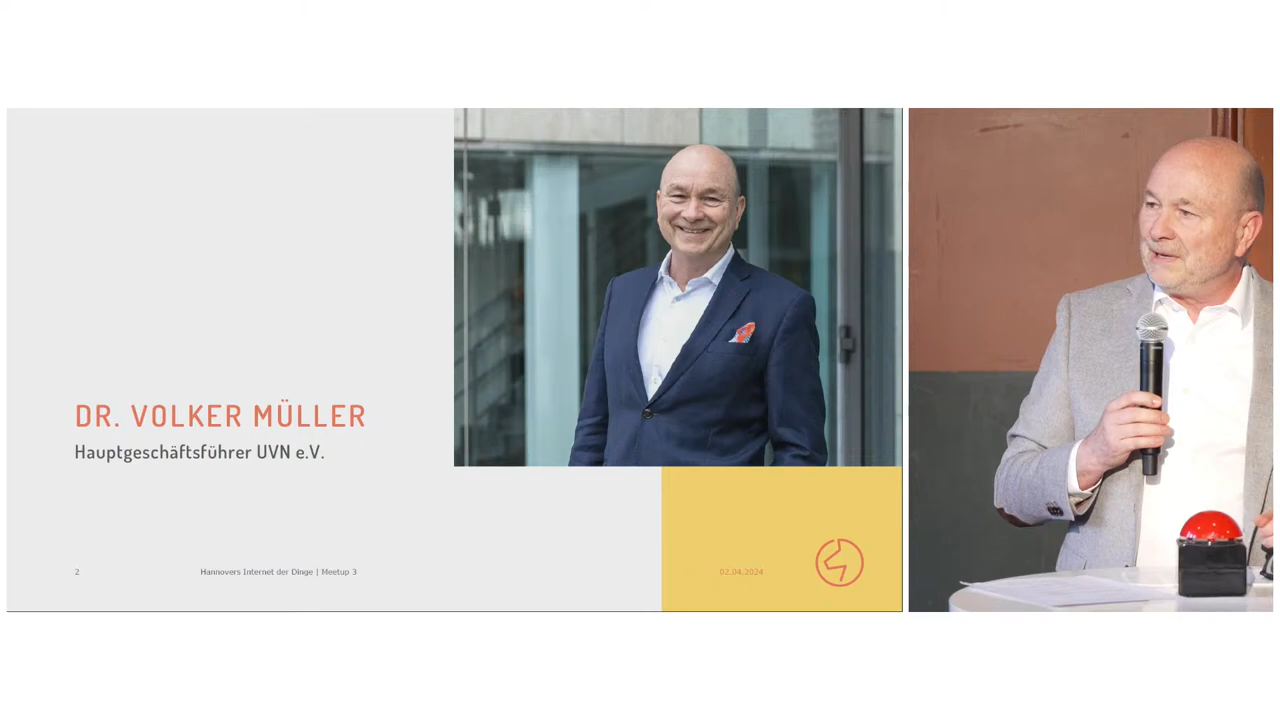 DR. VOLKER MÜLLER
Hauptgeschäftsführer UVN e.V.
2 Hannovers Internet der Dinge | Meetup 3 02.04.2024